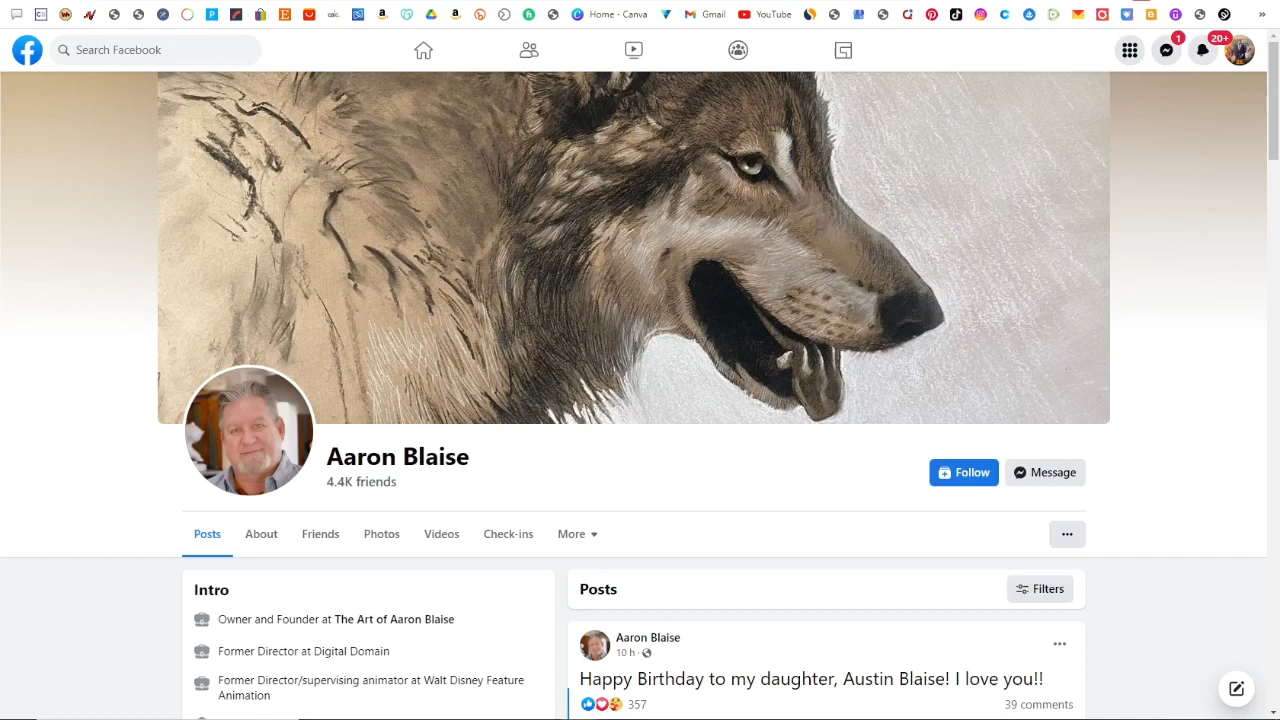 Home - Canva
Gmail
YouTube
»
Search Facebook
1
20+
Aaron Blaise
4.4K friends
Follow
Message
Posts
About
Friends
Photos
Videos
Check-ins
More
Intro
Owner and Founder at The Art of Aaron Blaise
Former Director at Digital Domain
Former Director/supervising animator at Walt Disney Feature
Animation
Posts
Filters
Aaron Blaise
10 h ·
Happy Birthday to my daughter, Austin Blaise! I love you!!
357
39 comments